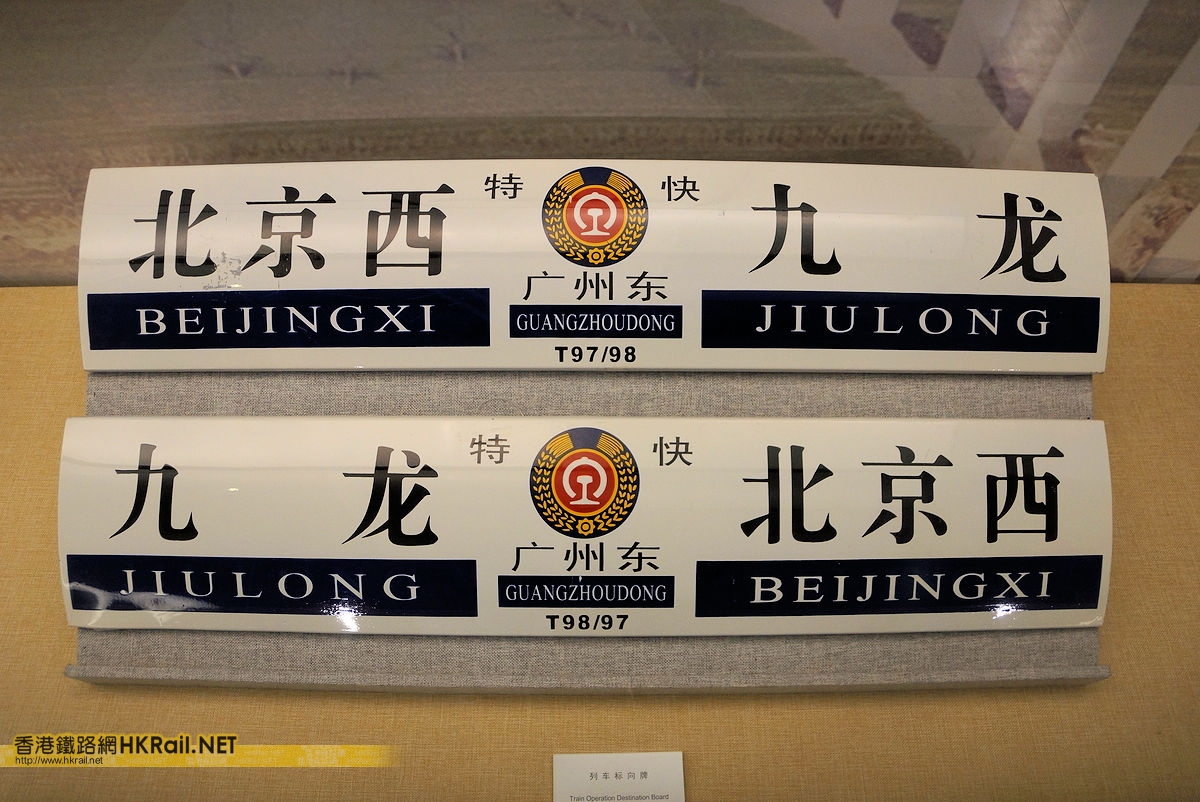 北京西 特 快 九龙
广州东
BEIJINGXI GUANGZHOUDONG JIULONG
T97/98
九龙 特 快 北京西
广州东
JIULONG GUANGZHOUDONG BEIJINGXI
T98/97
香港鐵路網HKRail.NET
http://www.hkrail.net
列车标向牌
Train Operation Destination Board